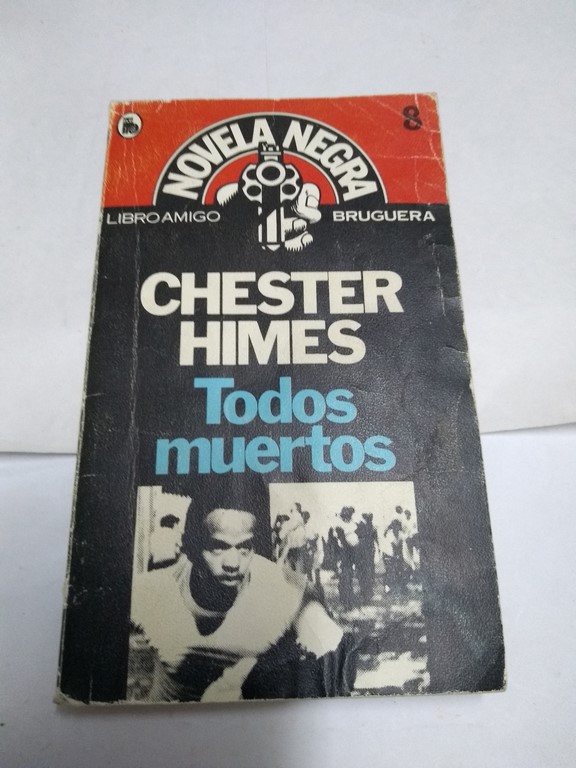 NOVELA NEGRA
8
LIBRO AMIGO
BRUGUERA
CHESTER
HIMES
Todos
muertos